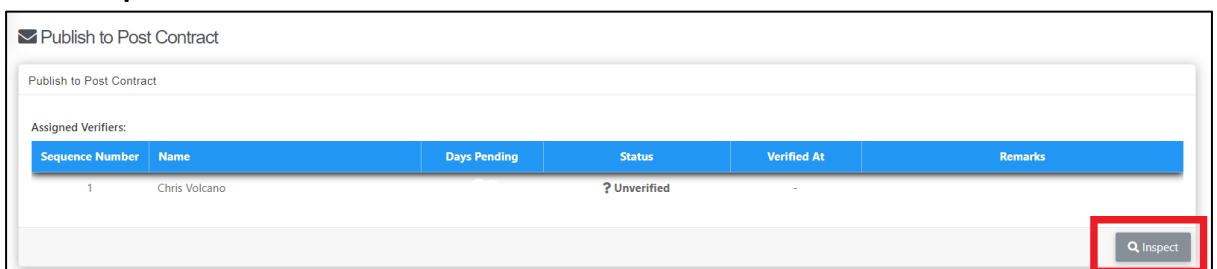 Publish to Post Contract
Publish to Post Contract
Assigned Verifiers:
Sequence Number Name Days Pending Status Verified At Remarks
1 Chris Volcano ? Unverified -
Inspect